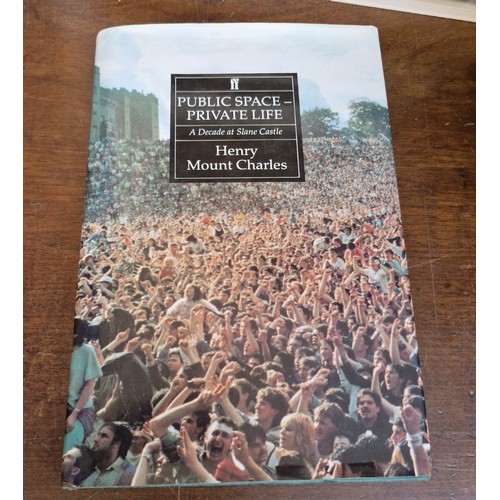 ff
PUBLIC SPACE –
PRIVATE LIFE
A Decade at Slane Castle
Henry
Mount Charles